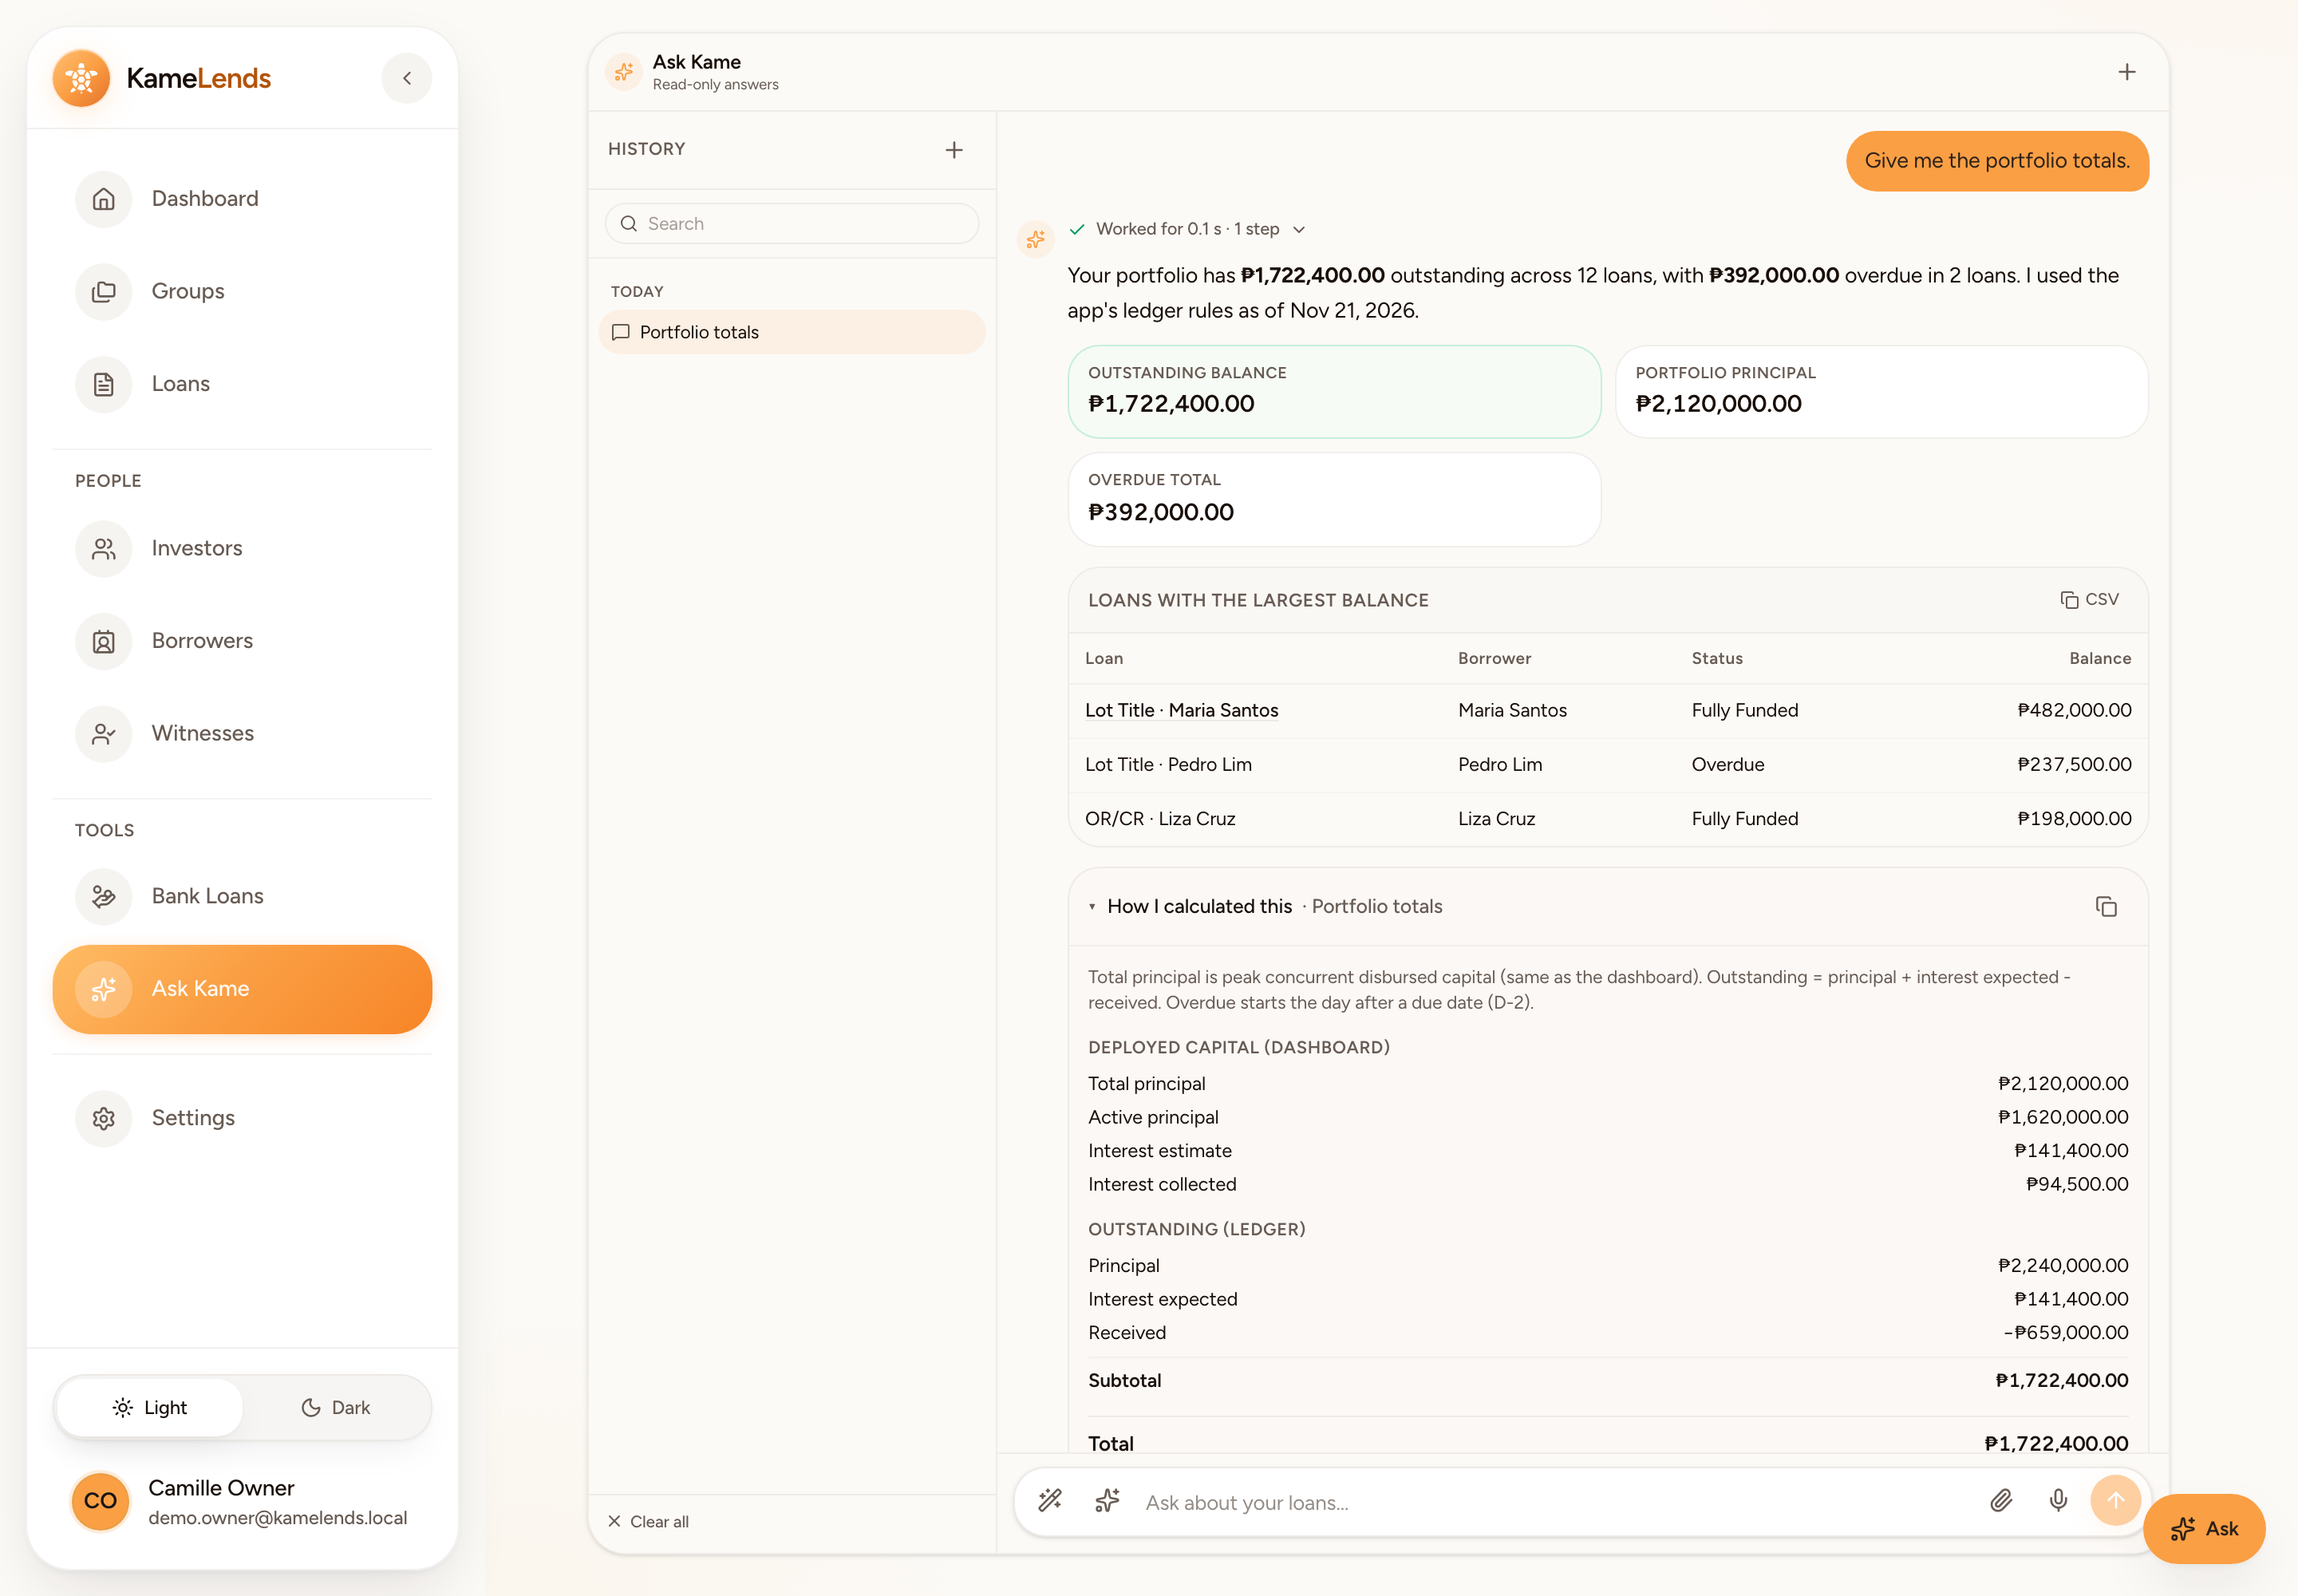 KameLends
Dashboard
Groups
Loans
PEOPLE
Investors
Borrowers
Witnesses
TOOLS
Bank Loans
Ask Kame
Settings
Light
Dark
CO
Camille Owner
demo.owner@kamelends.local
Ask Kame
Read-only answers
HISTORY
Search
TODAY
Portfolio totals
Clear all
Give me the portfolio totals.
Worked for 0.1 s · 1 step
Your portfolio has ₱1,722,400.00 outstanding across 12 loans, with ₱392,000.00 overdue in 2 loans. I used the
app's ledger rules as of Nov 21, 2026.
OUTSTANDING BALANCE
₱1,722,400.00
PORTFOLIO PRINCIPAL
₱2,120,000.00
OVERDUE TOTAL
₱392,000.00
LOANS WITH THE LARGEST BALANCE
CSV
Loan Borrower Status Balance
Lot Title · Maria Santos Maria Santos Fully Funded ₱482,000.00
Lot Title · Pedro Lim Pedro Lim Overdue ₱237,500.00
OR/CR · Liza Cruz Liza Cruz Fully Funded ₱198,000.00
How I calculated this · Portfolio totals
Total principal is peak concurrent disbursed capital (same as the dashboard). Outstanding = principal + interest expected -
received. Overdue starts the day after a due date (D-2).
DEPLOYED CAPITAL (DASHBOARD)
Total principal ₱2,120,000.00
Active principal ₱1,620,000.00
Interest estimate ₱141,400.00
Interest collected ₱94,500.00
OUTSTANDING (LEDGER)
Principal ₱2,240,000.00
Interest expected ₱141,400.00
Received −₱659,000.00
Subtotal ₱1,722,400.00
Total ₱1,722,400.00
Ask about your loans...
Ask